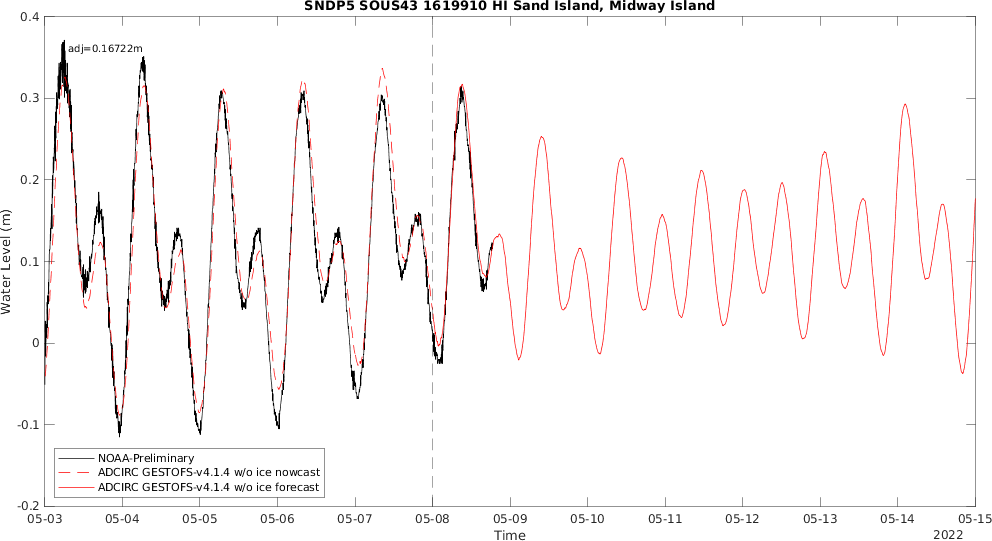 SNDP5 SOUS43 1619910 HI Sand Island, Midway Island
0.4
adj=0.16722m
0.3
0.2
0.1
0
-0.1
-0.2
Water Level (m)
NOAA-Preliminary
ADCIRC GESTOFS-v4.1.4 w/o ice nowcast
ADCIRC GESTOFS-v4.1.4 w/o ice forecast
05-03 05-04 05-05 05-06 05-07 05-08 05-09 05-10 05-11 05-12 05-13 05-14 05-15
Time
2022